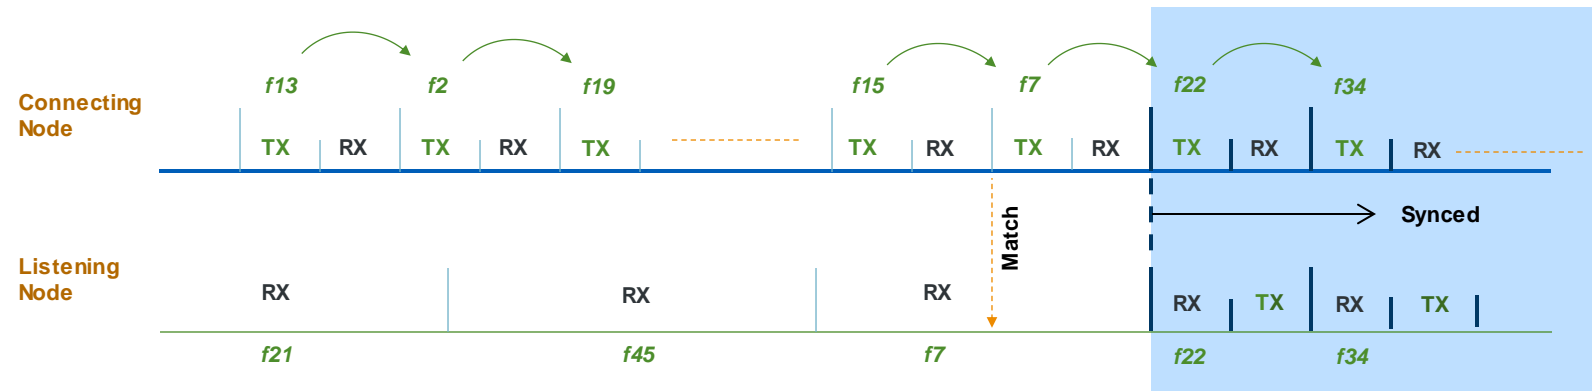 f13 f2 f19 f15 f7 f22 f34
Connecting
Node
TX RX TX RX TX TX RX TX RX TX RX TX RX
Match
Synced
Listening
Node
RX RX RX RX TX RX TX
f21 f45 f7 f22 f34